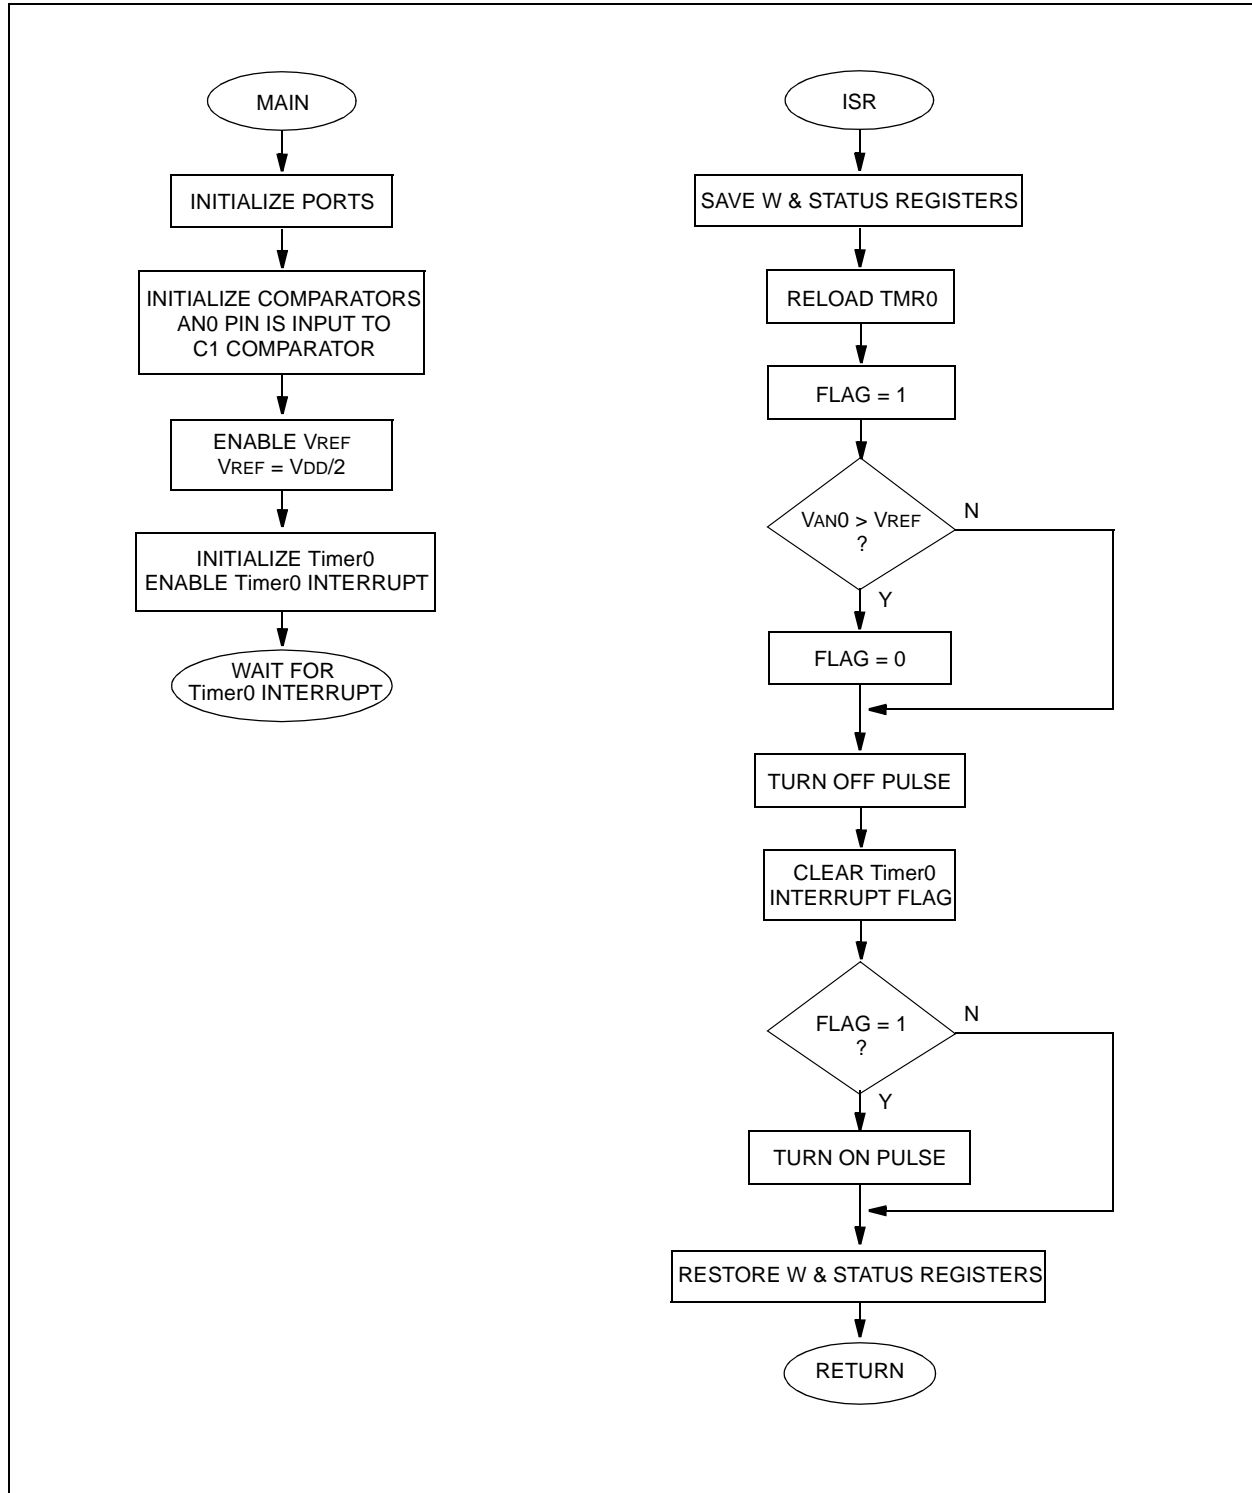 MAIN
INITIALIZE PORTS
INITIALIZE COMPARATORS
AN0 PIN IS INPUT TO
C1 COMPARATOR
ENABLE VREF
VREF = VDD/2
INITIALIZE Timer0
ENABLE Timer0 INTERRUPT
WAIT FOR
Timer0 INTERRUPT
ISR
SAVE W & STATUS REGISTERS
RELOAD TMR0
FLAG = 1
VAN0 > VREF
?
N
Y
FLAG = 0
TURN OFF PULSE
CLEAR Timer0
INTERRUPT FLAG
FLAG = 1
?
N
Y
TURN ON PULSE
RESTORE W & STATUS REGISTERS
RETURN